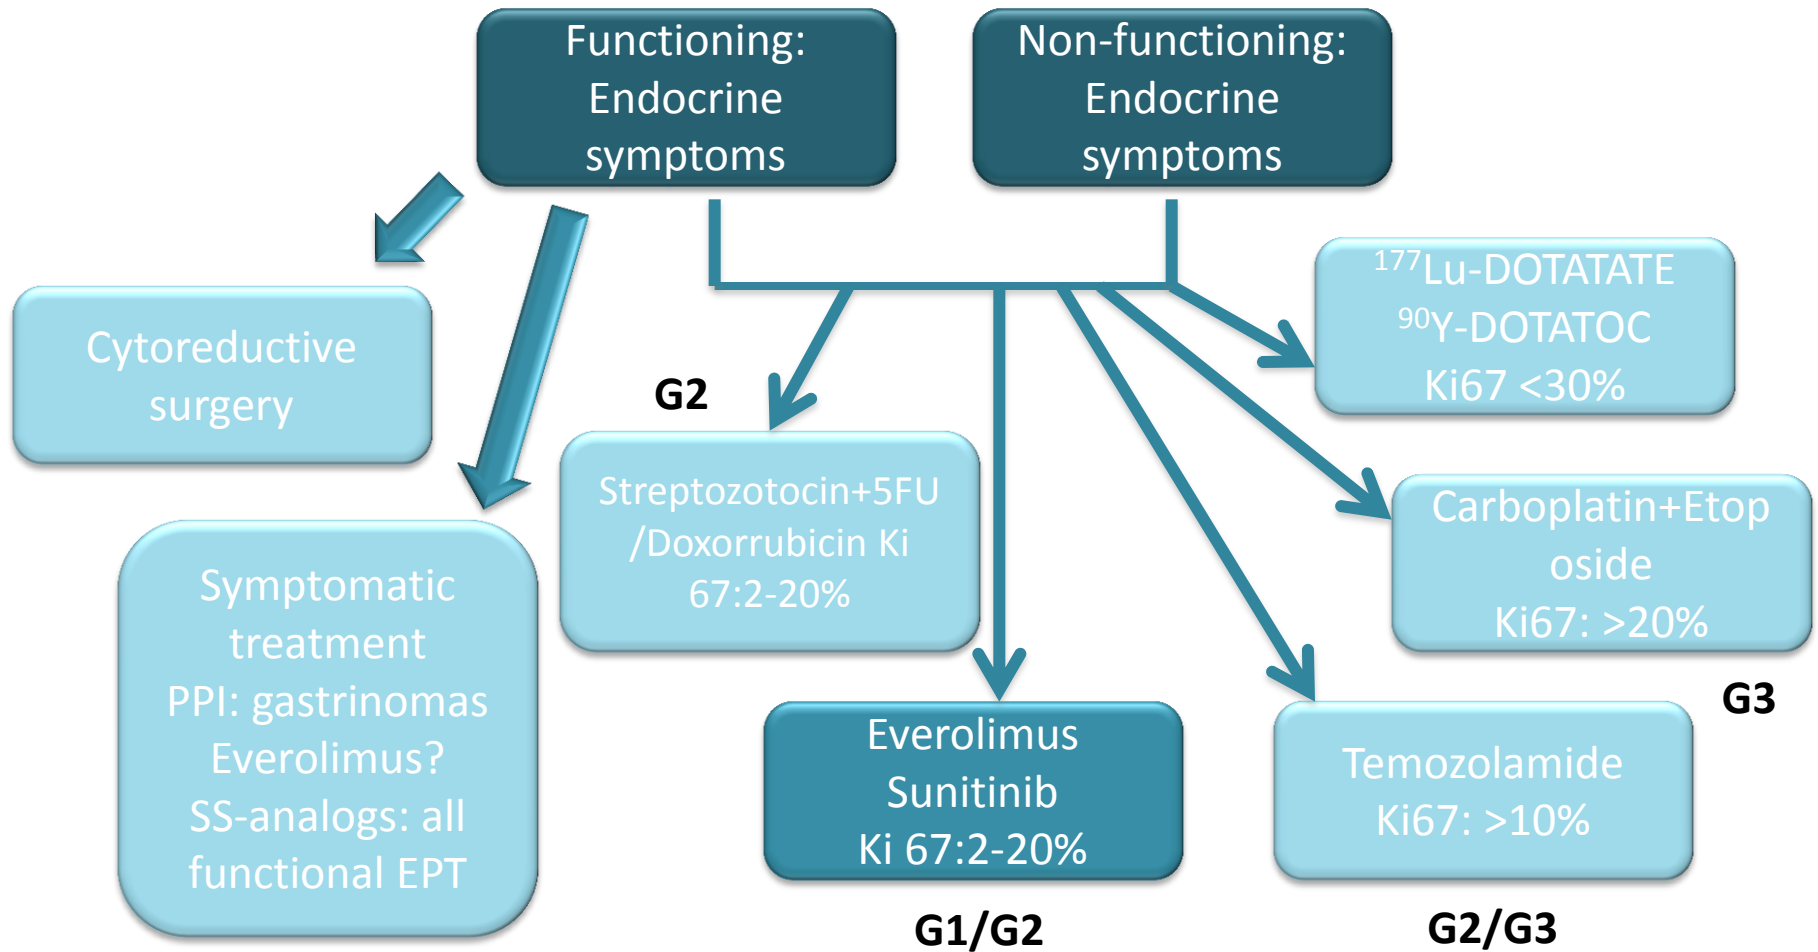 Functioning:
Endocrine
symptoms
Non-functioning:
Endocrine
symptoms
177Lu-DOTATATE
90Y-DOTATOC
Ki67 <30%
Cytoreductive
surgery
G2
Streptozotocin+5FU
/Doxorrubicin Ki
67:2-20%
Carboplatin+Etop
oside
Ki67: >20%
G3
Symptomatic
treatment
PPI: gastrinomas
Everolimus?
SS-analogs: all
functional EPT
Everolimus
Sunitinib
Ki 67:2-20%
G1/G2
Temozolamide
Ki67: >10%
G2/G3